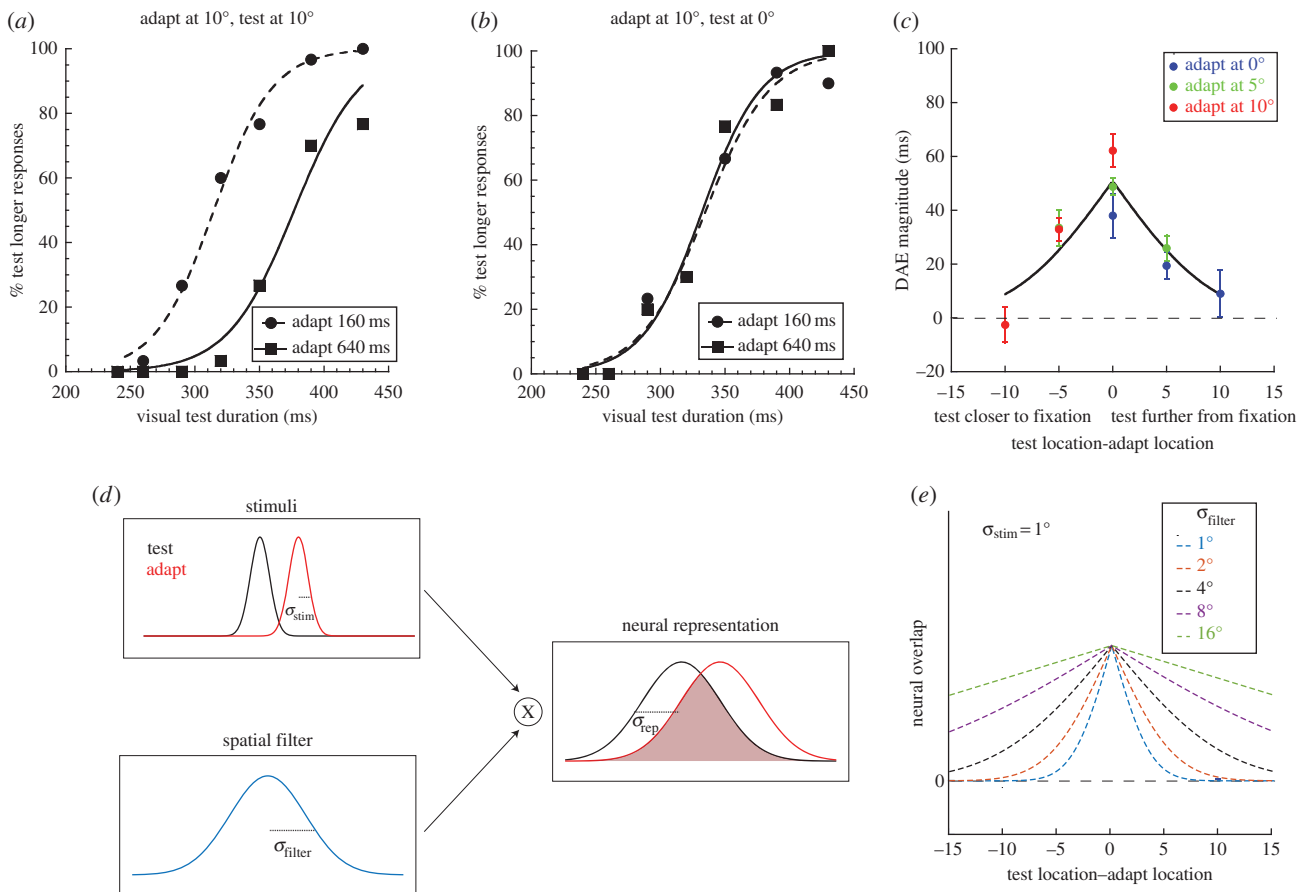 (a)
adapt at 10°, test at 10°
100
80
60
40
20
0
% test longer responses
adapt 160 ms
adapt 640 ms
200 250 300 350 400 450
visual test duration (ms)
(b)
adapt at 10°, test at 0°
100
80
60
40
20
0
% test longer responses
adapt 160 ms
adapt 640 ms
200 250 300 350 400 450
visual test duration (ms)
(c)
adapt at 0°
adapt at 5°
adapt at 10°
100
80
60
40
20
0
−20
DAE magnitude (ms)
−15 −10 −5 0 5 10 15
test closer to fixation test further from fixation
test location-adapt location
(d)
stimuli
test
adapt
σstim
spatial filter
σfilter
X
neural representation
σrep
(e)
σstim = 1°
σfilter
1°
2°
4°
8°
16°
neural overlap
0
−15 −10 −5 0 5 10 15
test location–adapt location